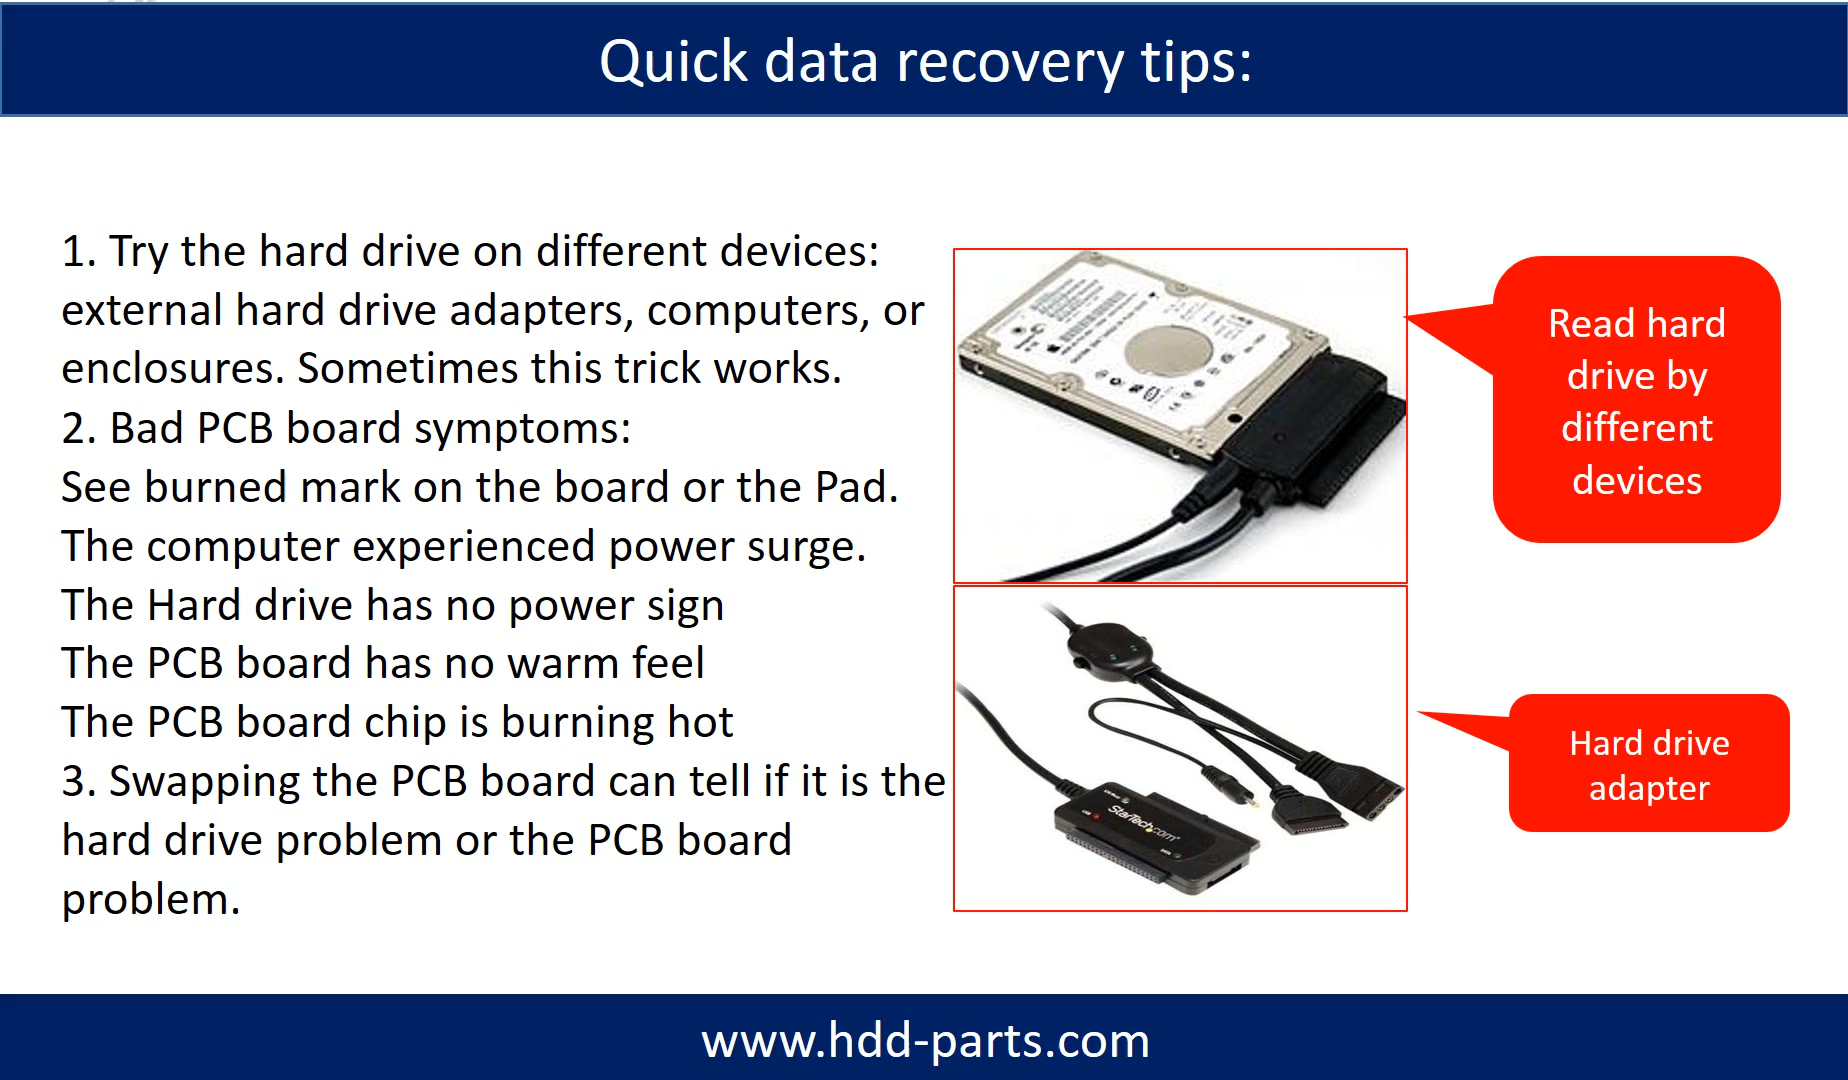 Quick data recovery tips:
1. Try the hard drive on different devices:
external hard drive adapters, computers, or
enclosures. Sometimes this trick works.
2. Bad PCB board symptoms:
See burned mark on the board or the Pad.
The computer experienced power surge.
The Hard drive has no power sign
The PCB board has no warm feel
The PCB board chip is burning hot
3. Swapping the PCB board can tell if it is the
hard drive problem or the PCB board
problem.
Read hard
drive by
different
devices
StarTech.com
Hard drive
adapter
www.hdd-parts.com